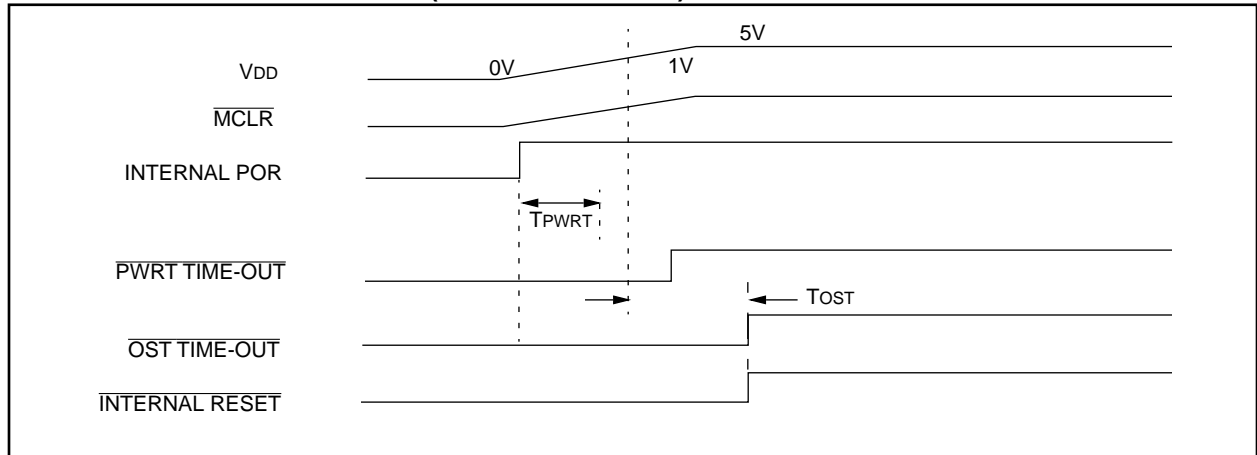 5V
VDD 0V 1V
MCLR
INTERNAL POR
TPWRT
PWRT TIME-OUT
TOST
OST TIME-OUT
INTERNAL RESET